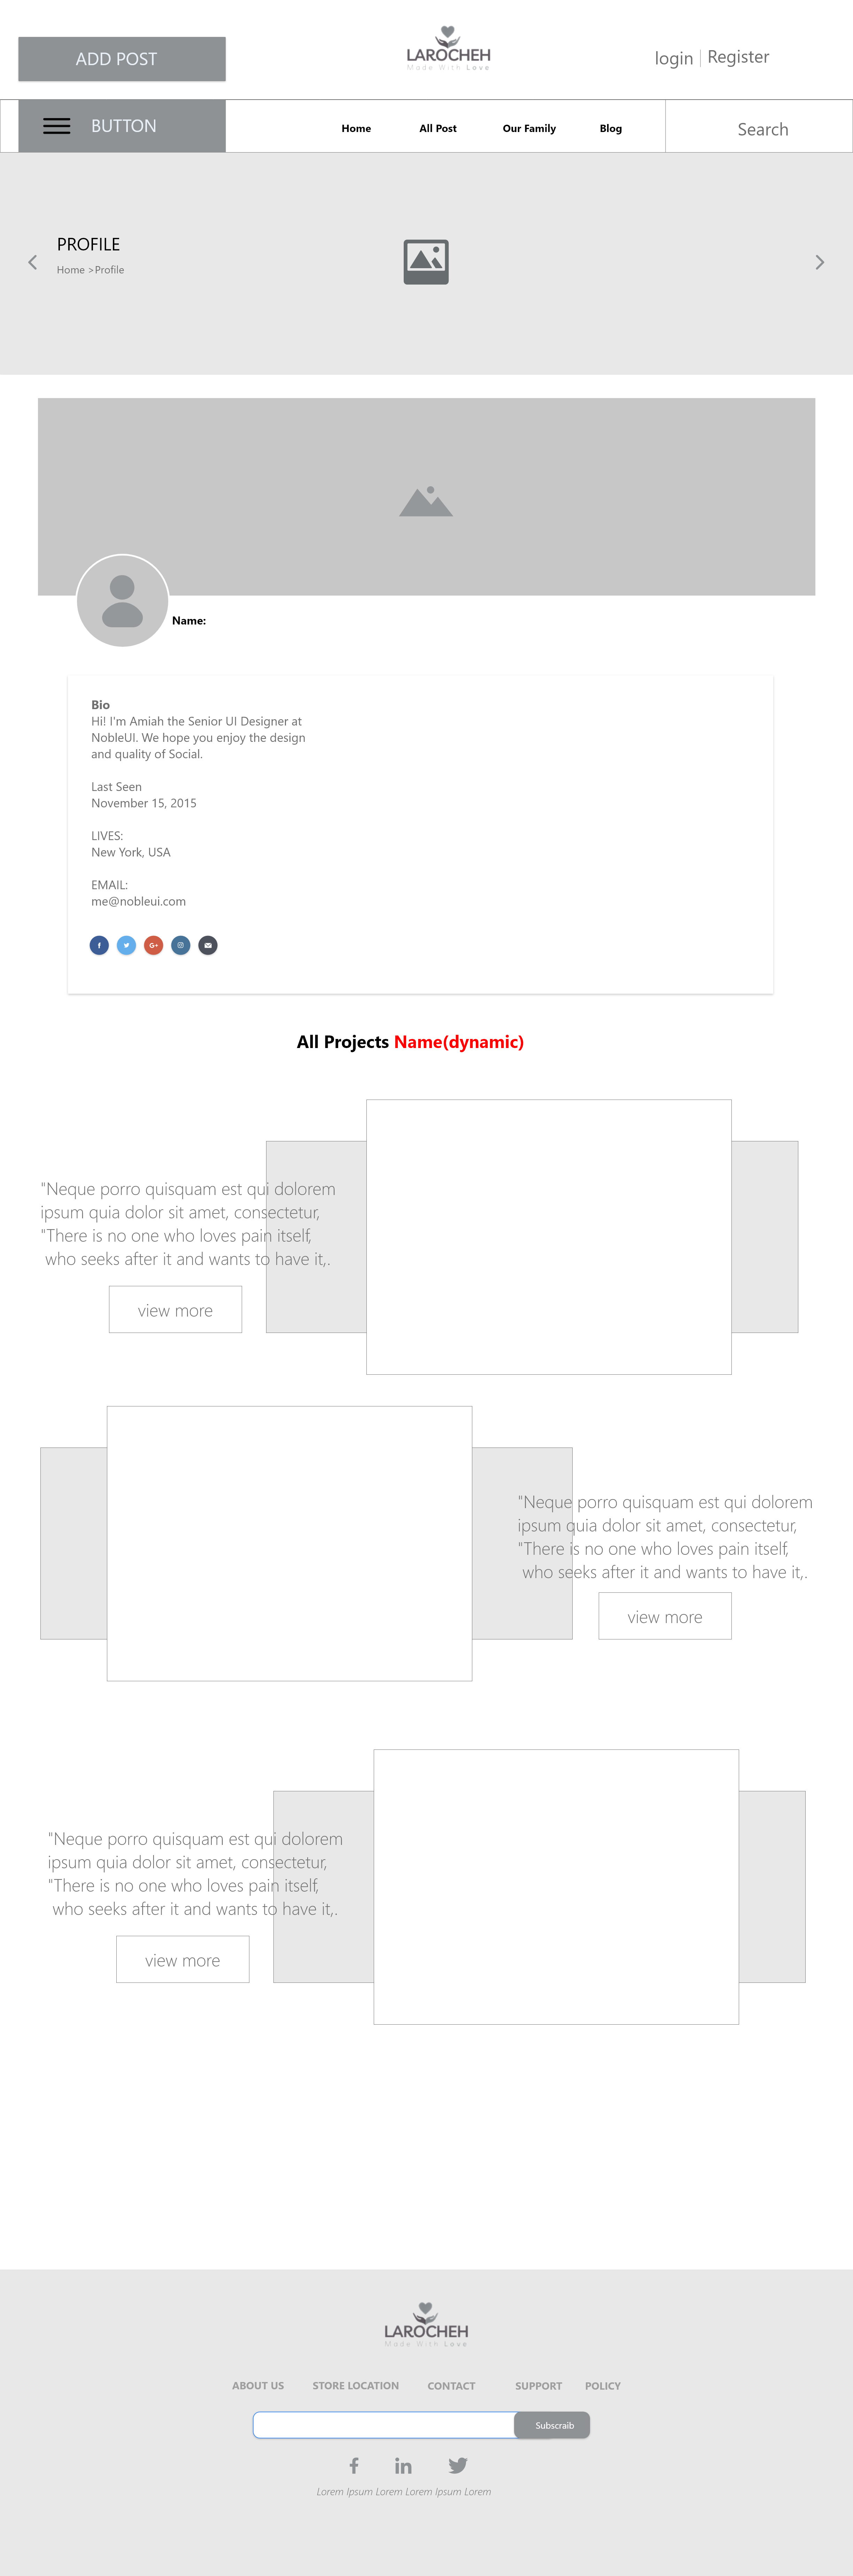 ADD POST
LAROCHEH
Made With Love
login | Register
BUTTON
Home
All Post
Our Family
Blog
Search
PROFILE
Home >Profile
Name:
Bio
Hi! I'm Amiah the Senior UI Designer at
NobleUI. We hope you enjoy the design
and quality of Social.
Last Seen
November 15, 2015
LIVES:
New York, USA
EMAIL:
me@nobleui.com
f
G+
All Projects Name(dynamic)
"Neque porro quisquam est qui dolorem
ipsum quia dolor sit amet, consectetur,
"There is no one who loves pain itself,
who seeks after it and wants to have it,.
view more
"Neque porro quisquam est qui dolorem
ipsum quia dolor sit amet, consectetur,
"There is no one who loves pain itself,
who seeks after it and wants to have it,.
view more
"Neque porro quisquam est qui dolorem
ipsum quia dolor sit amet, consectetur,
"There is no one who loves pain itself,
who seeks after it and wants to have it,.
view more
LAROCHEH
Made With Love
ABOUT US
STORE LOCATION
CONTACT
SUPPORT
POLICY
Subscraib
f
in
Lorem Ipsum Lorem Lorem Ipsum Lorem